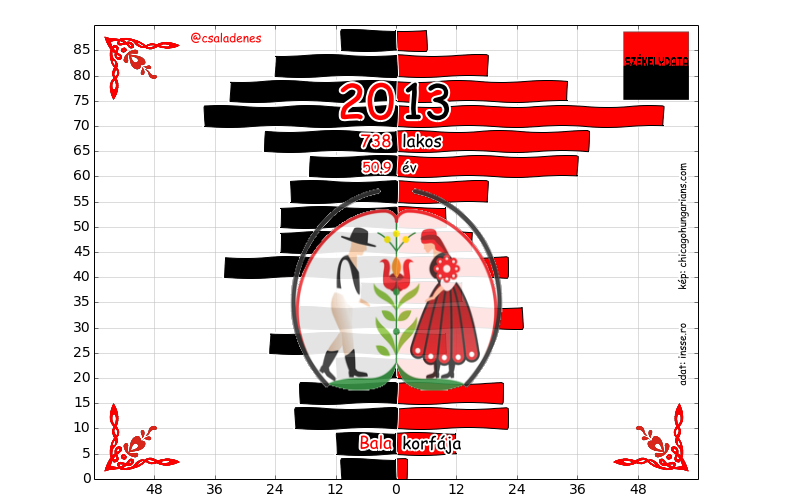 @csaladenes
SZÉKELYDATA
2013
738 lakos
50.9 év
Bala korfája
kép: chicagohungarians.com
adat: insse.ro
85
80
75
70
65
60
55
50
45
40
35
30
25
20
15
10
5
0
48 36 24 12 0 12 24 36 48